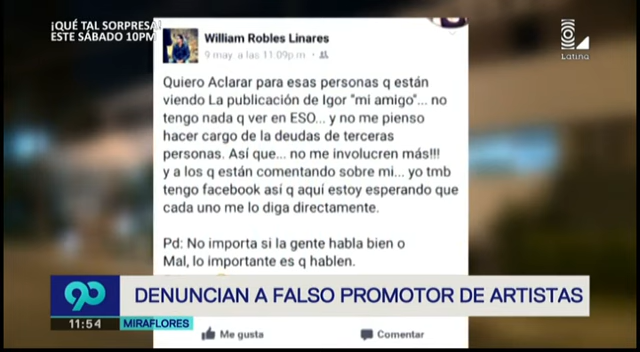 ¡QUÉ TAL SORPRESA!
ESTE SÁBADO 10PM
William Robles Linares
9 may a las 11:09p.m ·
Latina
Quiero Aclarar para esas personas q están
viendo La publicación de Igor "mi amigo"... no
tengo nada q ver en ESO... y no me pienso
hacer cargo de la deudas de terceras
personas. Así que... no me involucren más!!!
y a los q están comentando sobre mi... yo tmb
tengo facebook así q aquí estoy esperando que
cada uno me lo diga directamente.
Pd: No importa si la gente habla bien o
Mal, lo importante es q hablen.
90
DENUNCIAN A FALSO PROMOTOR DE ARTISTAS
11:54
MIRAFLORES
Me gusta
Comentar